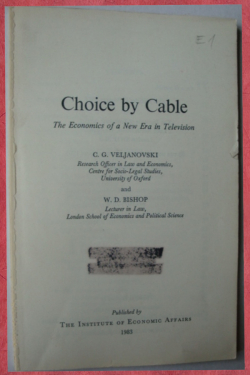 E.1
Choice by Cable
The Economics of a New Era in Television
C. G. VELJANOVSKI
Research Officer in Law and Economics,
Centre for Socio-Legal Studies,
University of Oxford
and
W. D. BISHOP
Lecturer in Law,
London School of Economics and Political Science
Published by
THE INSTITUTE OF ECONOMIC AFFAIRS
1983